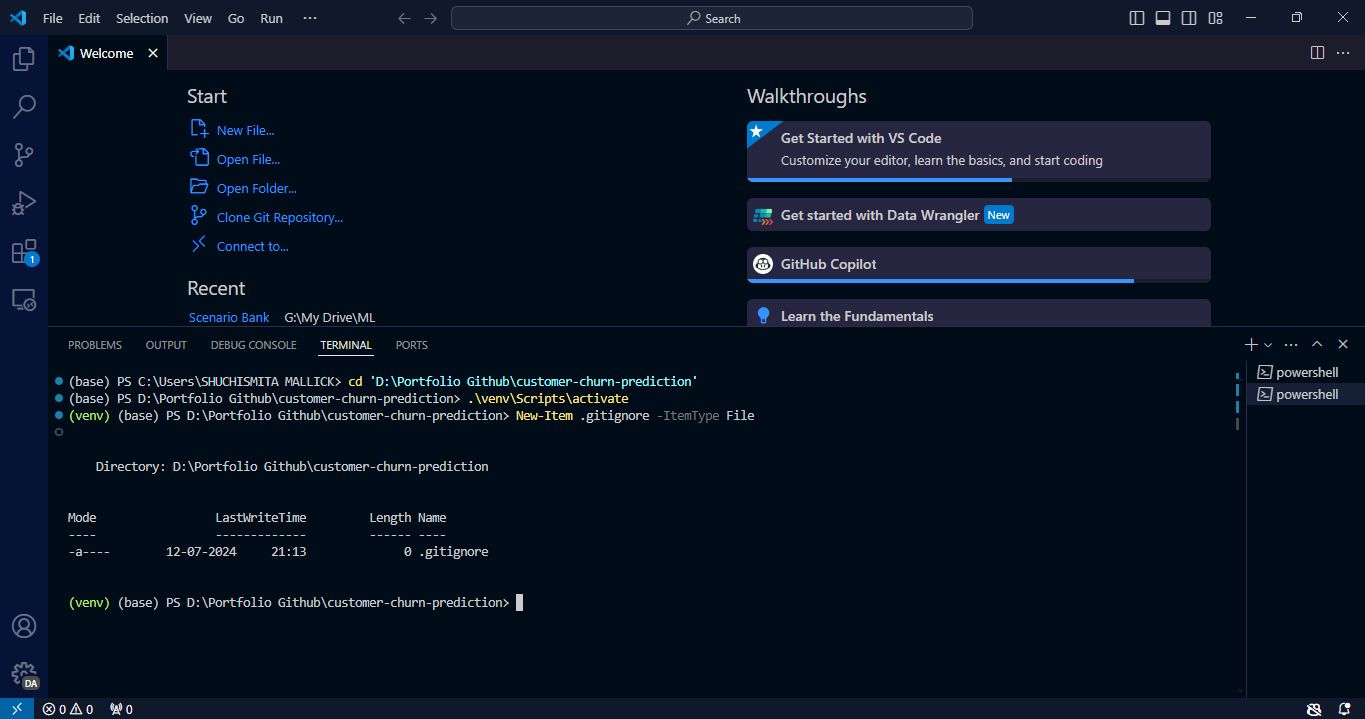 File Edit Selection View Go Run ··· Search
Welcome
Start
New File...
Open File...
Open Folder...
Clone Git Repository...
Connect to...
Recent
Scenario Bank G:\My Drive\ML
Walkthroughs
Get Started with VS Code
Customize your editor, learn the basics, and start coding
Get started with Data Wrangler New
GitHub Copilot
Learn the Fundamentals
1
PROBLEMS OUTPUT DEBUG CONSOLE TERMINAL PORTS
(base) PS C:\Users\SHUCHISMITA MALLICK> cd 'D:\Portfolio Github\customer-churn-prediction'
(base) PS D:\Portfolio Github\customer-churn-prediction> .\venv\Scripts\activate
(venv) (base) PS D:\Portfolio Github\customer-churn-prediction> New-Item .gitignore -ItemType File
Directory: D:\Portfolio Github\customer-churn-prediction
Mode LastWriteTime Length Name
---- ------------- ------ ----
-a---- 12-07-2024 21:13 0 .gitignore
(venv) (base) PS D:\Portfolio Github\customer-churn-prediction>
powershell
powershell
DA
0 0 0